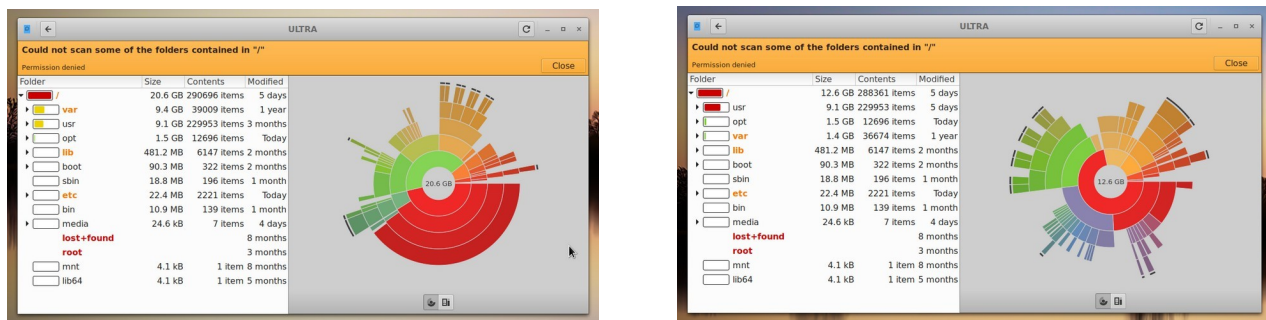 ULTRA
Could not scan some of the folders contained in "/"
Permission denied
Close
Folder Size Contents Modified
/ 20.6 GB 290696 items 5 days
var 9.4 GB 39009 items 1 year
usr 9.1 GB 229953 items 3 months
opt 1.5 GB 12696 items Today
lib 481.2 MB 6147 items 2 months
boot 90.3 MB 322 items 2 months
sbin 18.8 MB 196 items 1 month
etc 22.4 MB 2221 items Today
bin 10.9 MB 139 items 1 month
media 24.6 kB 7 items 4 days
lost+found 8 months
root 3 months
mnt 4.1 kB 1 item 8 months
lib64 4.1 kB 1 item 5 months
20.6 GB
ULTRA
Could not scan some of the folders contained in "/"
Permission denied
Close
Folder Size Contents Modified
/ 12.6 GB 288361 items 5 days
usr 9.1 GB 229953 items 5 days
opt 1.5 GB 12696 items Today
var 1.4 GB 36674 items 1 year
lib 481.2 MB 6147 items 2 months
boot 90.3 MB 322 items 2 months
sbin 18.8 MB 196 items 1 month
etc 22.4 MB 2221 items Today
bin 10.9 MB 139 items 1 month
media 24.6 kB 7 items 4 days
lost+found 8 months
root 3 months
mnt 4.1 kB 1 item 8 months
lib64 4.1 kB 1 item 5 months
12.6 GB